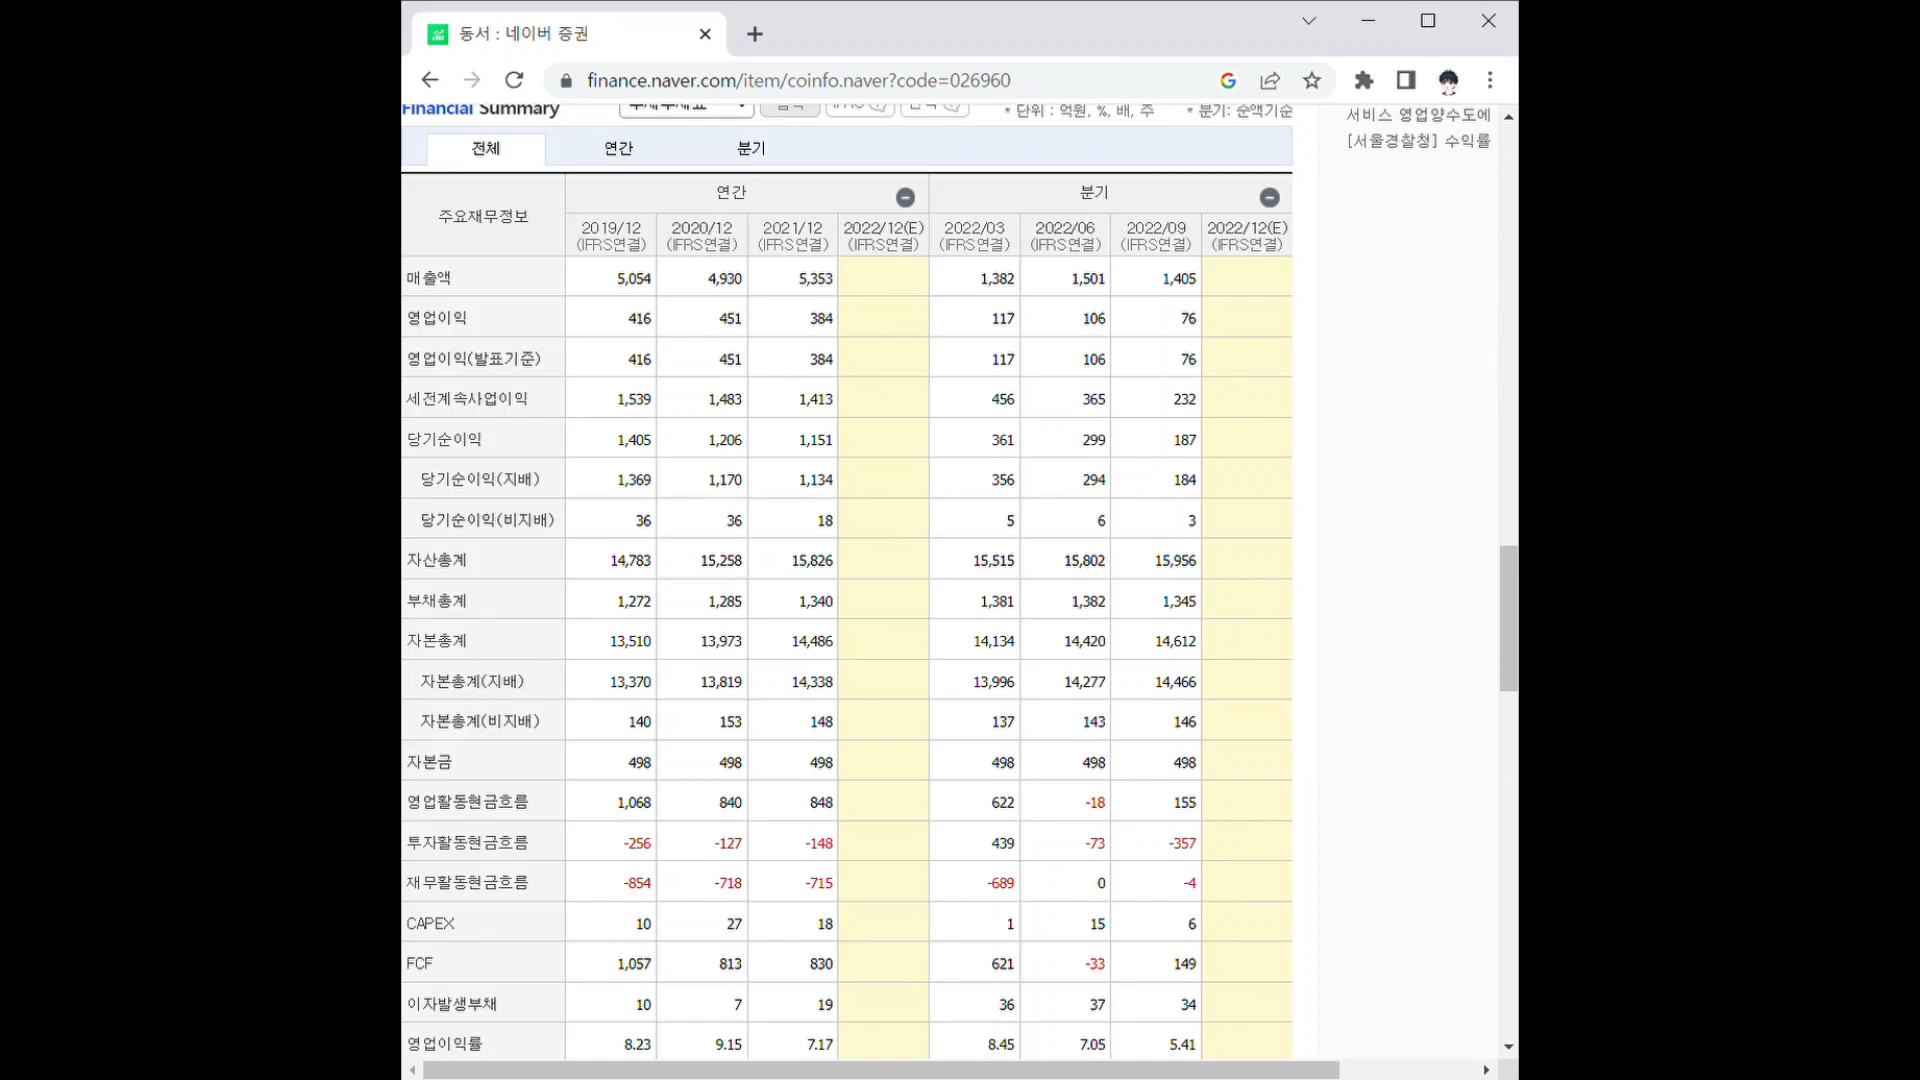 동서 : 네이버 증권
finance.naver.com/item/coinfo.naver?code=026960
Financial Summary
* 단위 : 억원, %, 배, 주 * 분기: 순액기준
서비스 영업양수도에
[서울경찰청] 수익률
전체 연간 분기
주요재무정보 연간 분기
2019/12 2020/12 2021/12 2022/12(E) 2022/03 2022/06 2022/09 2022/12(E)
(IFRS연결) (IFRS연결) (IFRS연결) (IFRS연결) (IFRS연결) (IFRS연결) (IFRS연결) (IFRS연결)
매출액 5,054 4,930 5,353 1,382 1,501 1,405
영업이익 416 451 384 117 106 76
영업이익(발표기준) 416 451 384 117 106 76
세전계속사업이익 1,539 1,483 1,413 456 365 232
당기순이익 1,405 1,206 1,151 361 299 187
당기순이익(지배) 1,369 1,170 1,134 356 294 184
당기순이익(비지배) 36 36 18 5 6 3
자산총계 14,783 15,258 15,826 15,515 15,802 15,956
부채총계 1,272 1,285 1,340 1,381 1,382 1,345
자본총계 13,510 13,973 14,486 14,134 14,420 14,612
자본총계(지배) 13,370 13,819 14,338 13,996 14,277 14,466
자본총계(비지배) 140 153 148 137 143 146
자본금 498 498 498 498 498 498
영업활동현금흐름 1,068 840 848 622 -18 155
투자활동현금흐름 -256 -127 -148 439 -73 -357
재무활동현금흐름 -854 -718 -715 -689 0 -4
CAPEX 10 27 18 1 15 6
FCF 1,057 813 830 621 -33 149
이자발생부채 10 7 19 36 37 34
영업이익률 8.23 9.15 7.17 8.45 7.05 5.41